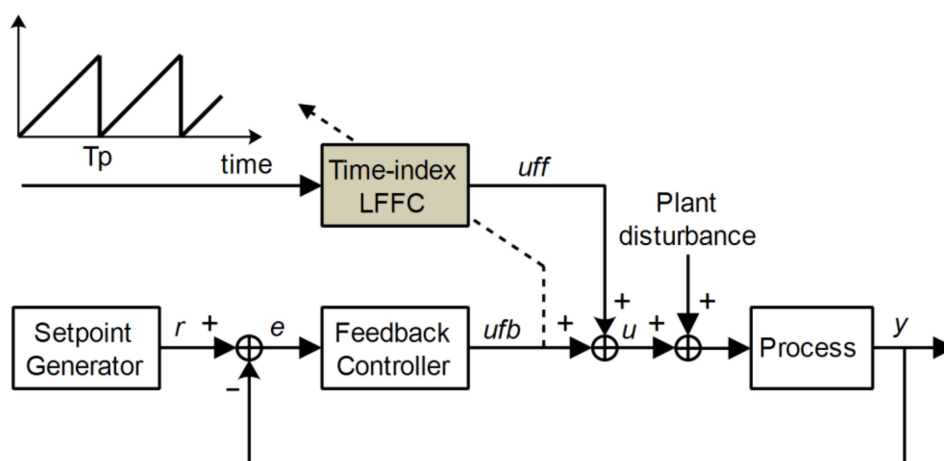 Tp
time
Time-index
LFFC
uff
Plant
disturbance
Setpoint
Generator
r
+
−
e
Feedback
Controller
ufb
+
+
u
+
+
Process
y